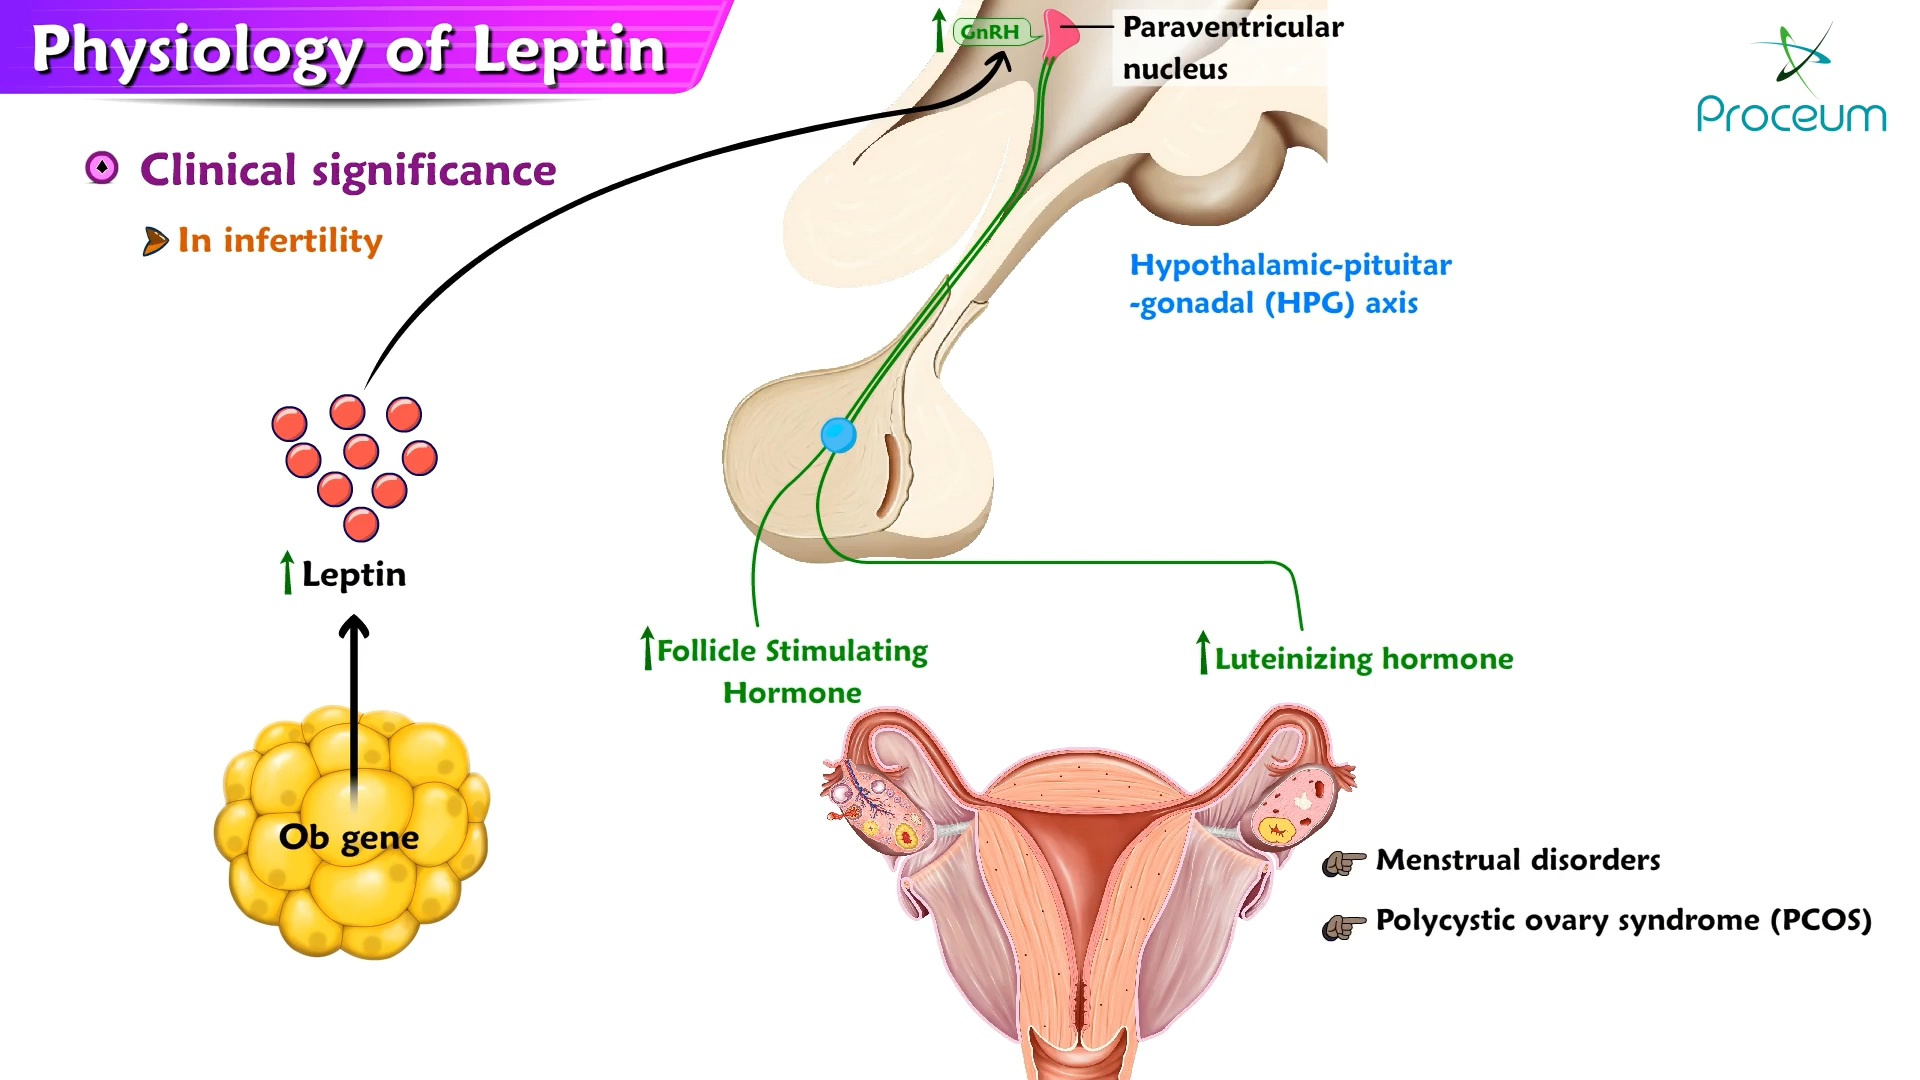 Physiology of Leptin
GnRH
Paraventricular
nucleus
Proceum
Clinical significance
In infertility
Hypothalamic-pituitar
-gonadal (HPG) axis
Leptin
Follicle Stimulating
Hormone
Luteinizing hormone
Ob gene
Menstrual disorders
Polycystic ovary syndrome (PCOS)